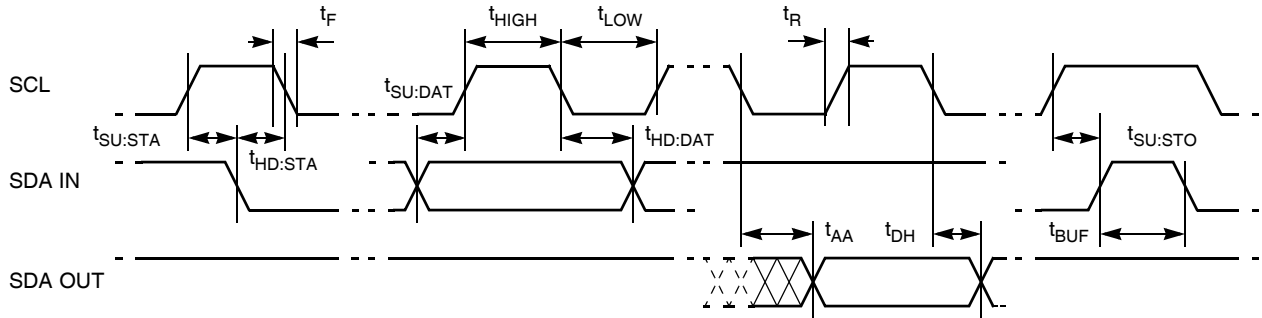 tF
tHIGH
tLOW
tR
SCL
tSU:DAT
tSU:STA
tHD:STA
tHD:DAT
tSU:STO
SDA IN
tAA
tDH
tBUF
SDA OUT